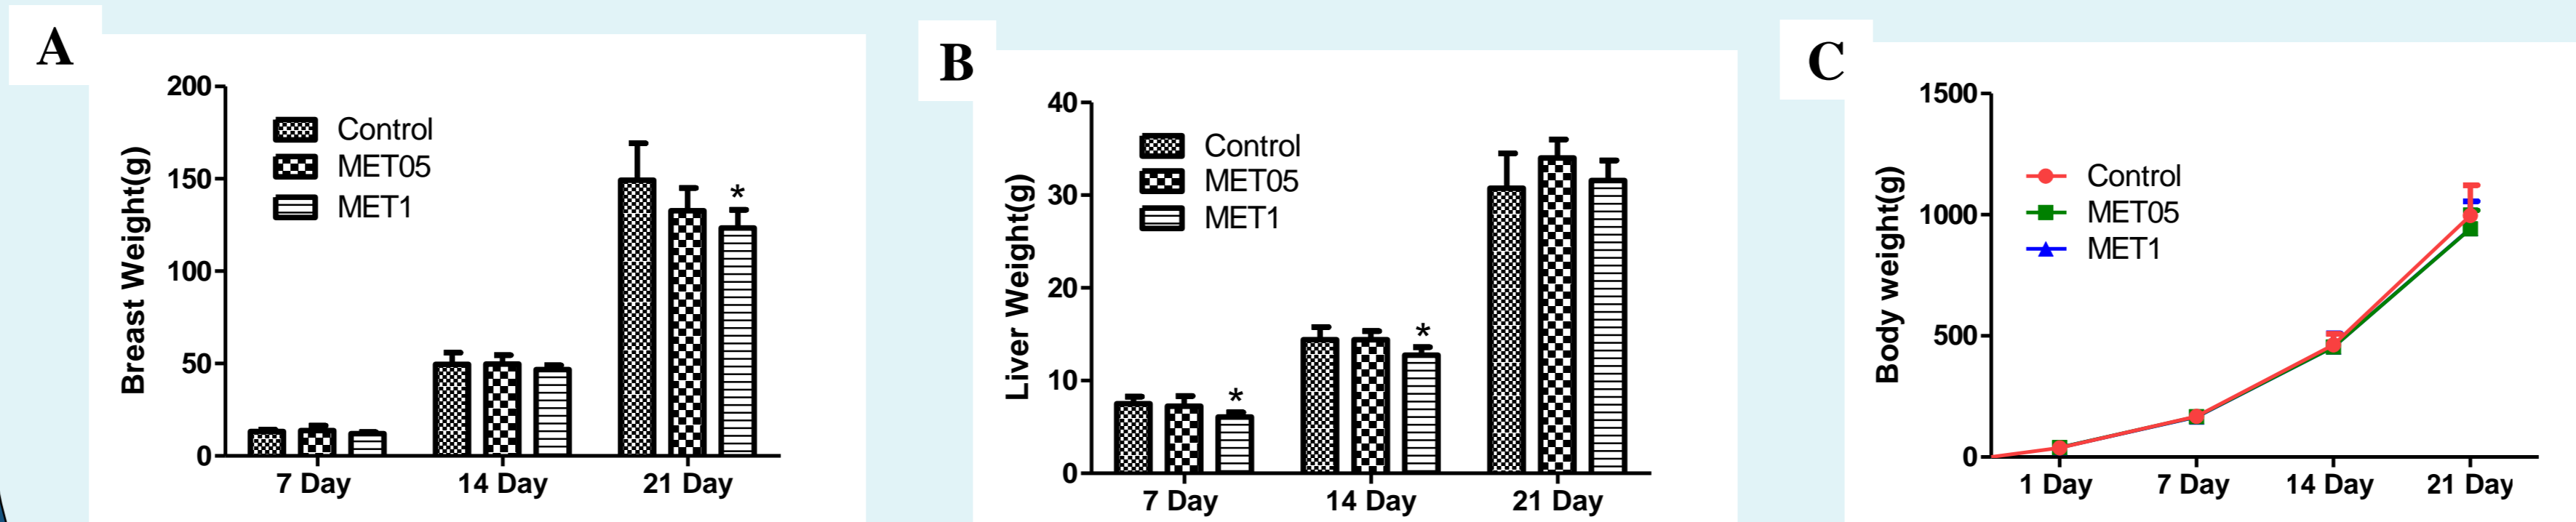 A
Breast Weight(g)
200
150
100
50
0
Control
MET05
MET1
*
7 Day
14 Day
21 Day
B
Liver Weight(g)
40
30
20
10
0
Control
MET05
MET1
*
*
7 Day
14 Day
21 Day
C
Body weight(g)
1500
1000
500
0
Control
MET05
MET1
1 Day
7 Day
14 Day
21 Day